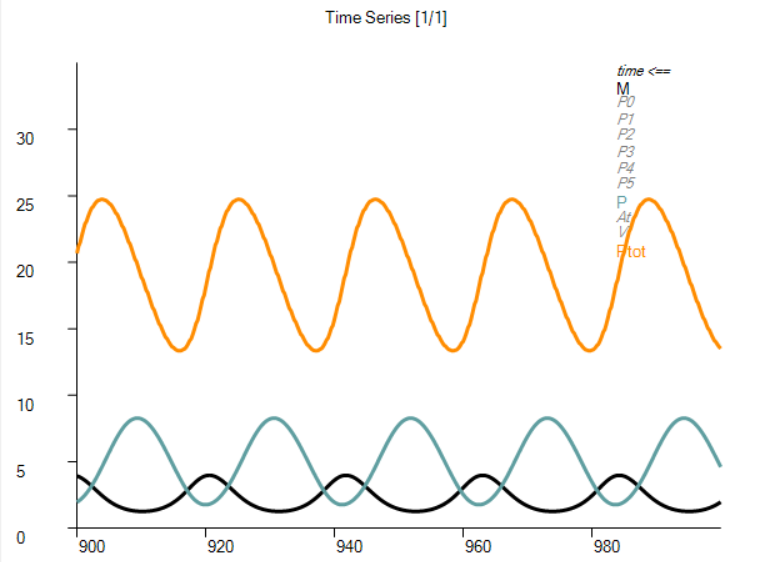 Time Series [1/1]
time <==
M
P0
P1
P2
P3
P4
P5
P
At
V
Ptot
30
25
20
15
10
5
0
900 920 940 960 980